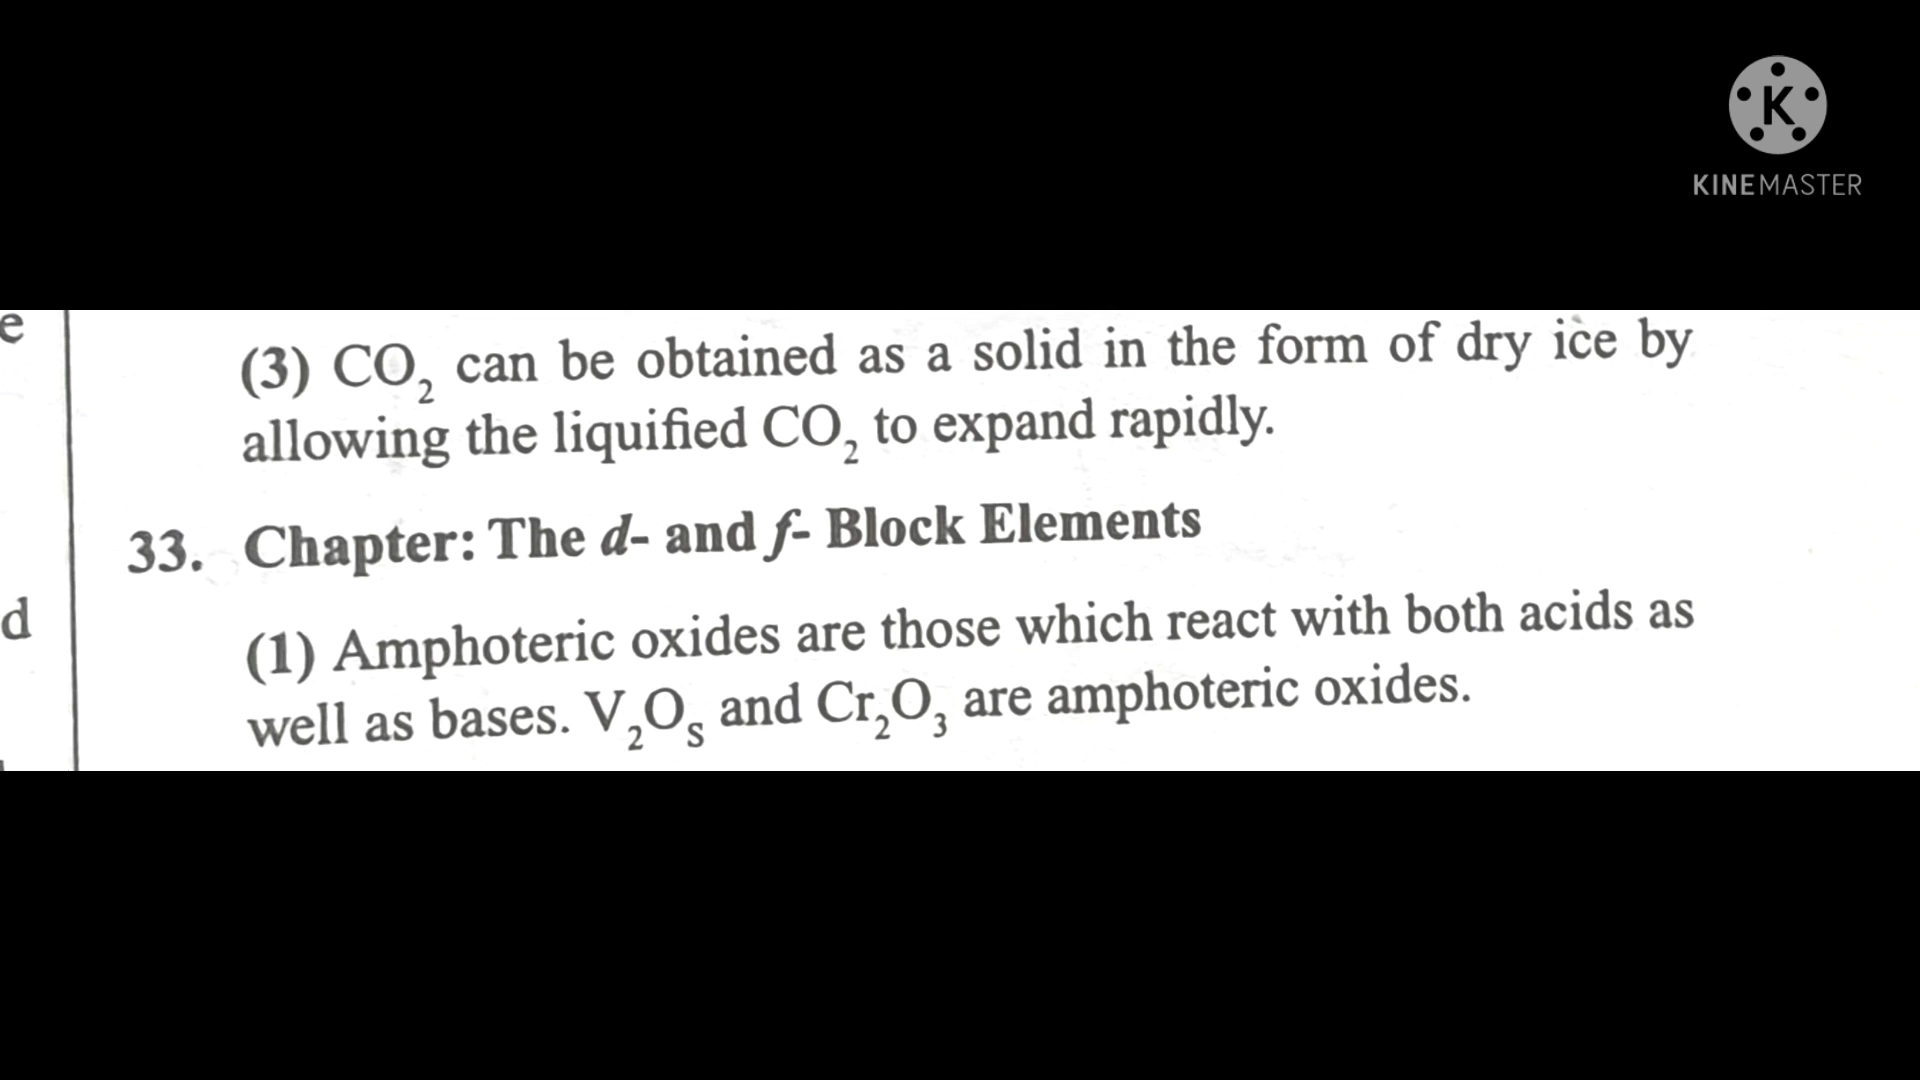 K
KINEMASTER
e
(3) CO₂ can be obtained as a solid in the form of dry ice by
allowing the liquified CO₂ to expand rapidly.
33. Chapter: The d- and f- Block Elements
d
(1) Amphoteric oxides are those which react with both acids as
well as bases. V₂Oₛ and Cr₂O₃ are amphoteric oxides.